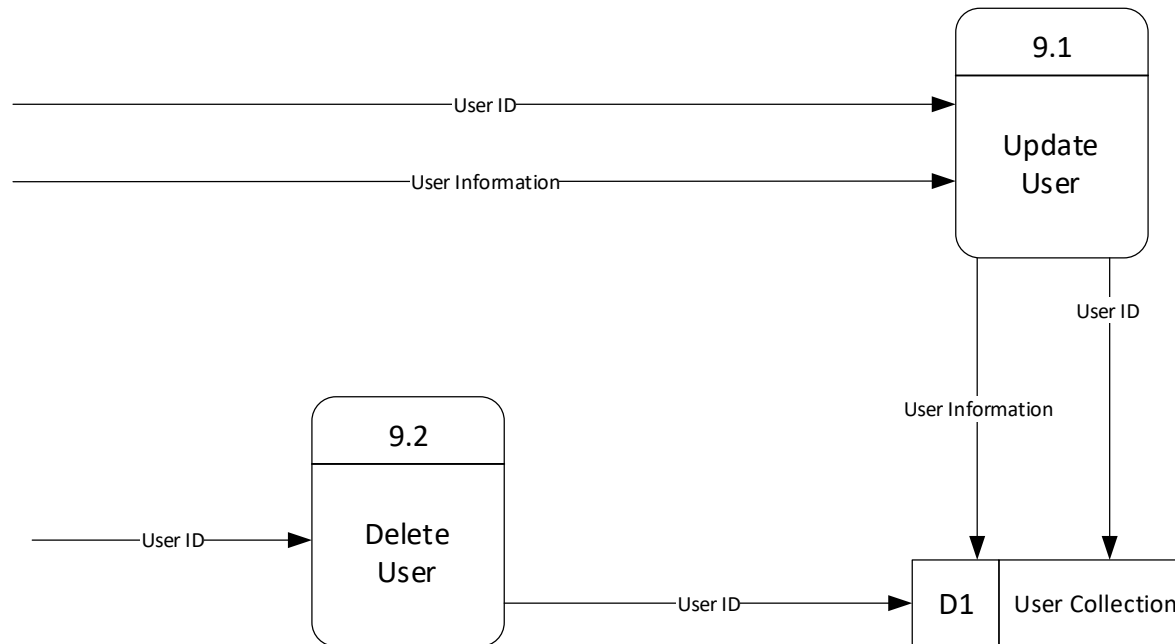 9.1
User ID
Update
User
User Information
User ID
User Information
9.2
Delete
User
User ID
User ID
D1
User Collection